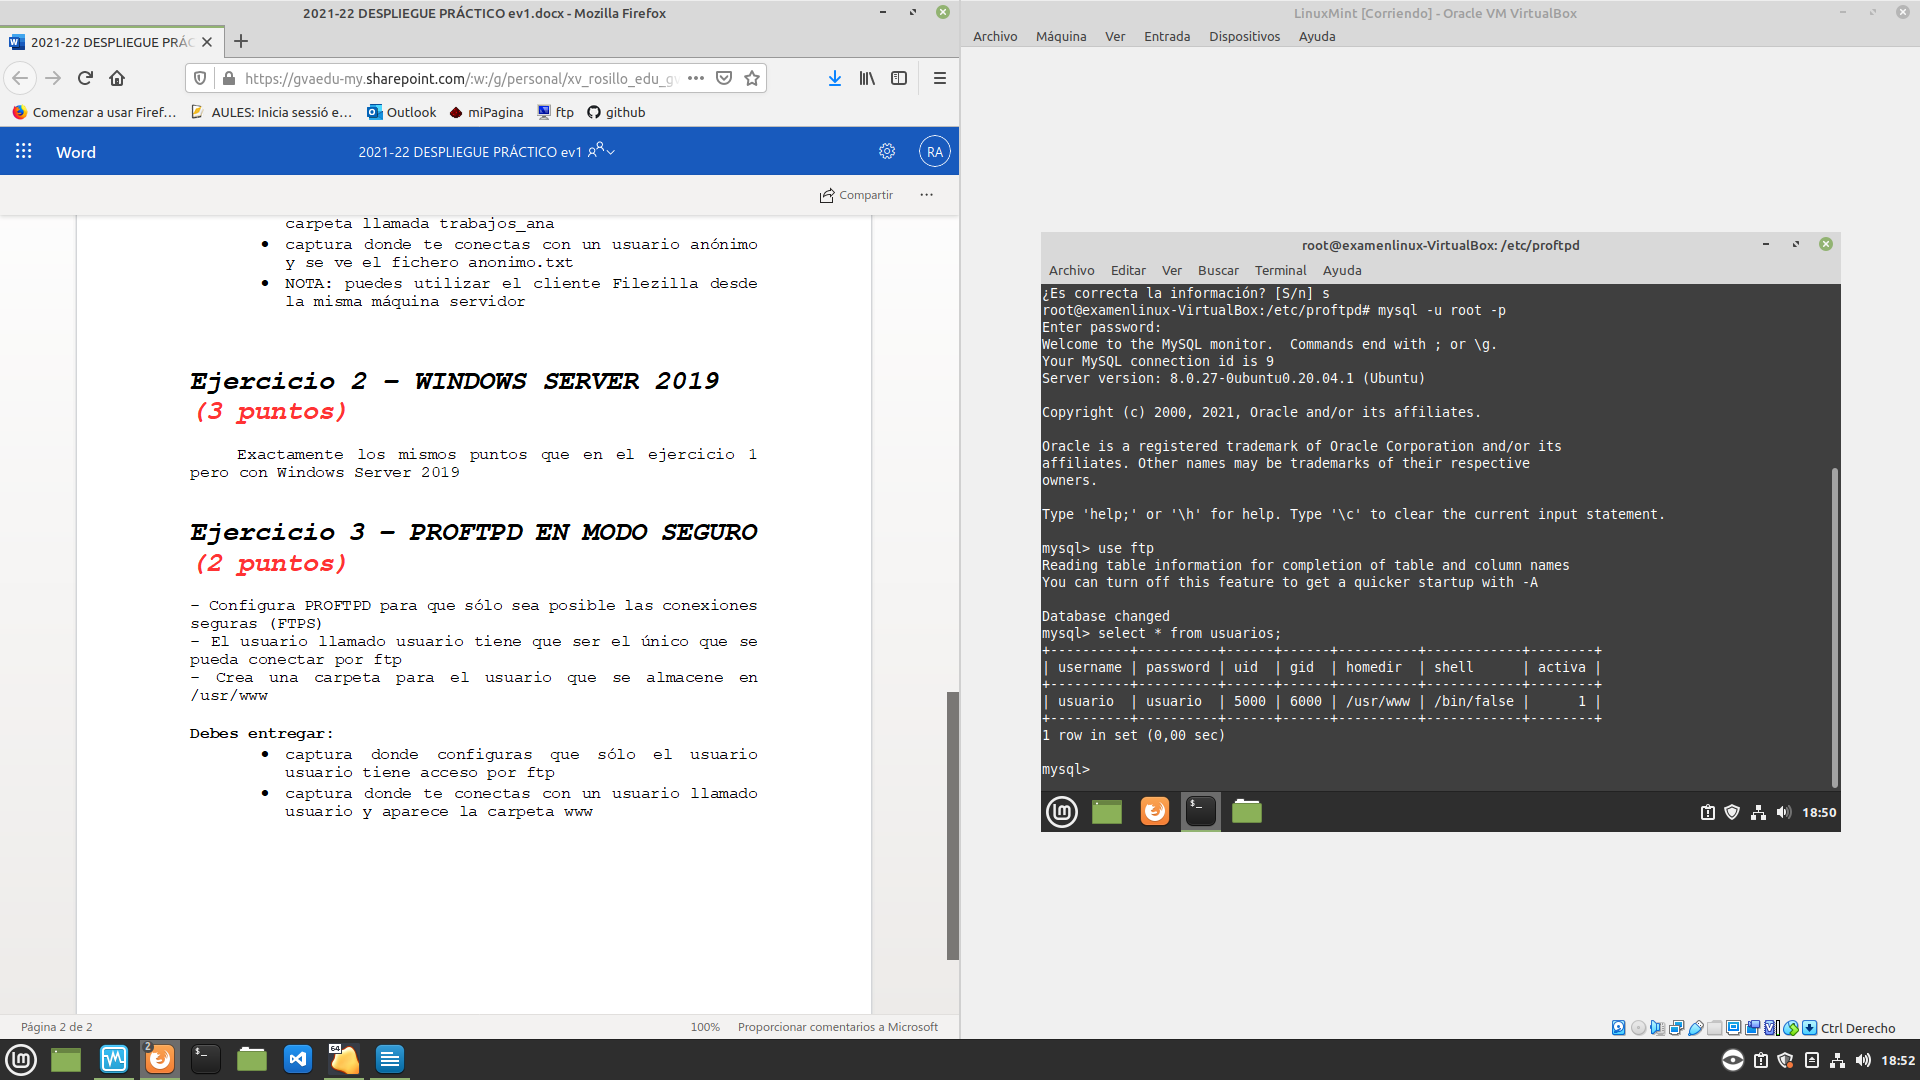 2021-22 DESPLIEGUE PRÁCTICO ev1.docx - Mozilla Firefox
2021-22 DESPLIEGUE PRÁC
https://gvaedu-my.sharepoint.com/:w:/g/personal/xv_rosillo_edu_gv
Comenzar a usar Firef…
AULES: Inicia sessió e…
Outlook
miPagina
ftp
github
Word
2021-22 DESPLIEGUE PRÁCTICO ev1
RA
Compartir
carpeta llamada trabajos_ana
• captura donde te conectas con un usuario anónimo
y se ve el fichero anonimo.txt
• NOTA: puedes utilizar el cliente Filezilla desde
la misma máquina servidor
Ejercicio 2 – WINDOWS SERVER 2019
(3 puntos)
Exactamente los mismos puntos que en el ejercicio 1
pero con Windows Server 2019
Ejercicio 3 – PROFTPD EN MODO SEGURO
(2 puntos)
- Configura PROFTPD para que sólo sea posible las conexiones
seguras (FTPS)
- El usuario llamado usuario tiene que ser el único que se
pueda conectar por ftp
- Crea una carpeta para el usuario que se almacene en
/usr/www
Debes entregar:
• captura donde configuras que sólo el usuario
usuario tiene acceso por ftp
• captura donde te conectas con un usuario llamado
usuario y aparece la carpeta www
Página 2 de 2
100%
Proporcionar comentarios a Microsoft
LinuxMint [Corriendo] - Oracle VM VirtualBox
Archivo Máquina Ver Entrada Dispositivos Ayuda
root@examenlinux-VirtualBox: /etc/proftpd
Archivo Editar Ver Buscar Terminal Ayuda
¿Es correcta la información? [S/n] s
root@examenlinux-VirtualBox:/etc/proftpd# mysql -u root -p
Enter password:
Welcome to the MySQL monitor.  Commands end with ; or \g.
Your MySQL connection id is 9
Server version: 8.0.27-0ubuntu0.20.04.1 (Ubuntu)
Copyright (c) 2000, 2021, Oracle and/or its affiliates.
Oracle is a registered trademark of Oracle Corporation and/or its
affiliates. Other names may be trademarks of their respective
owners.
Type 'help;' or '\h' for help. Type '\c' to clear the current input statement.
mysql> use ftp
Reading table information for completion of table and column names
You can turn off this feature to get a quicker startup with -A
Database changed
mysql> select * from usuarios;
+----------+----------+------+------+----------+------------+--------+
| username | password | uid  | gid  | homedir  | shell      | activa |
+----------+----------+------+------+----------+------------+--------+
| usuario  | usuario  | 5000 | 6000 | /usr/www | /bin/false |      1 |
+----------+----------+------+------+----------+------------+--------+
1 row in set (0,00 sec)
mysql>
18:50
Ctrl Derecho
2
64
18:52